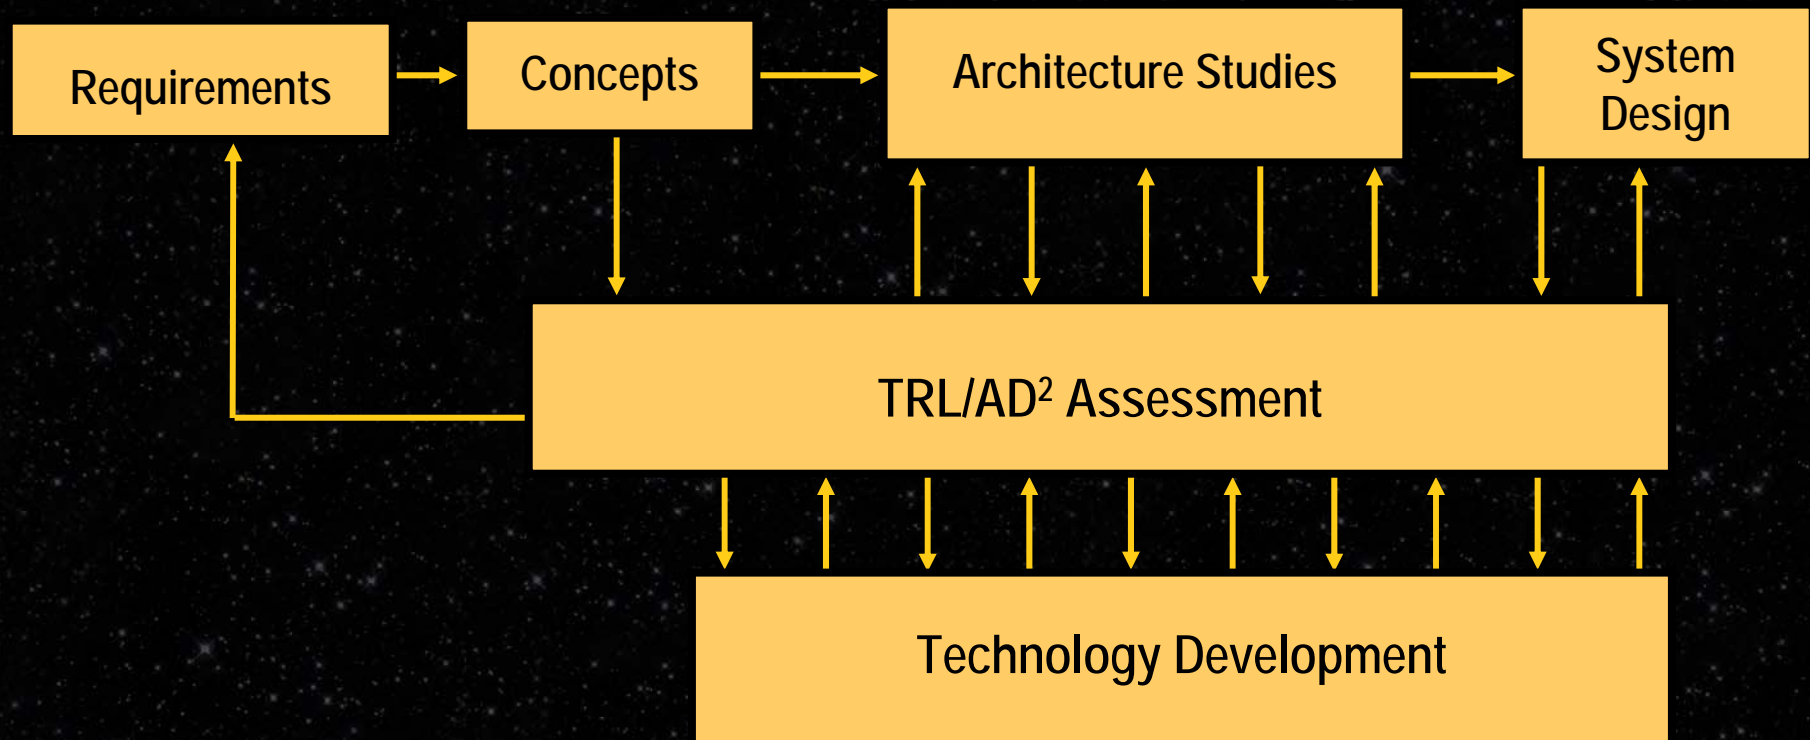 Requirements
Concepts
Architecture Studies
System
Design
TRL/AD² Assessment
Technology Development